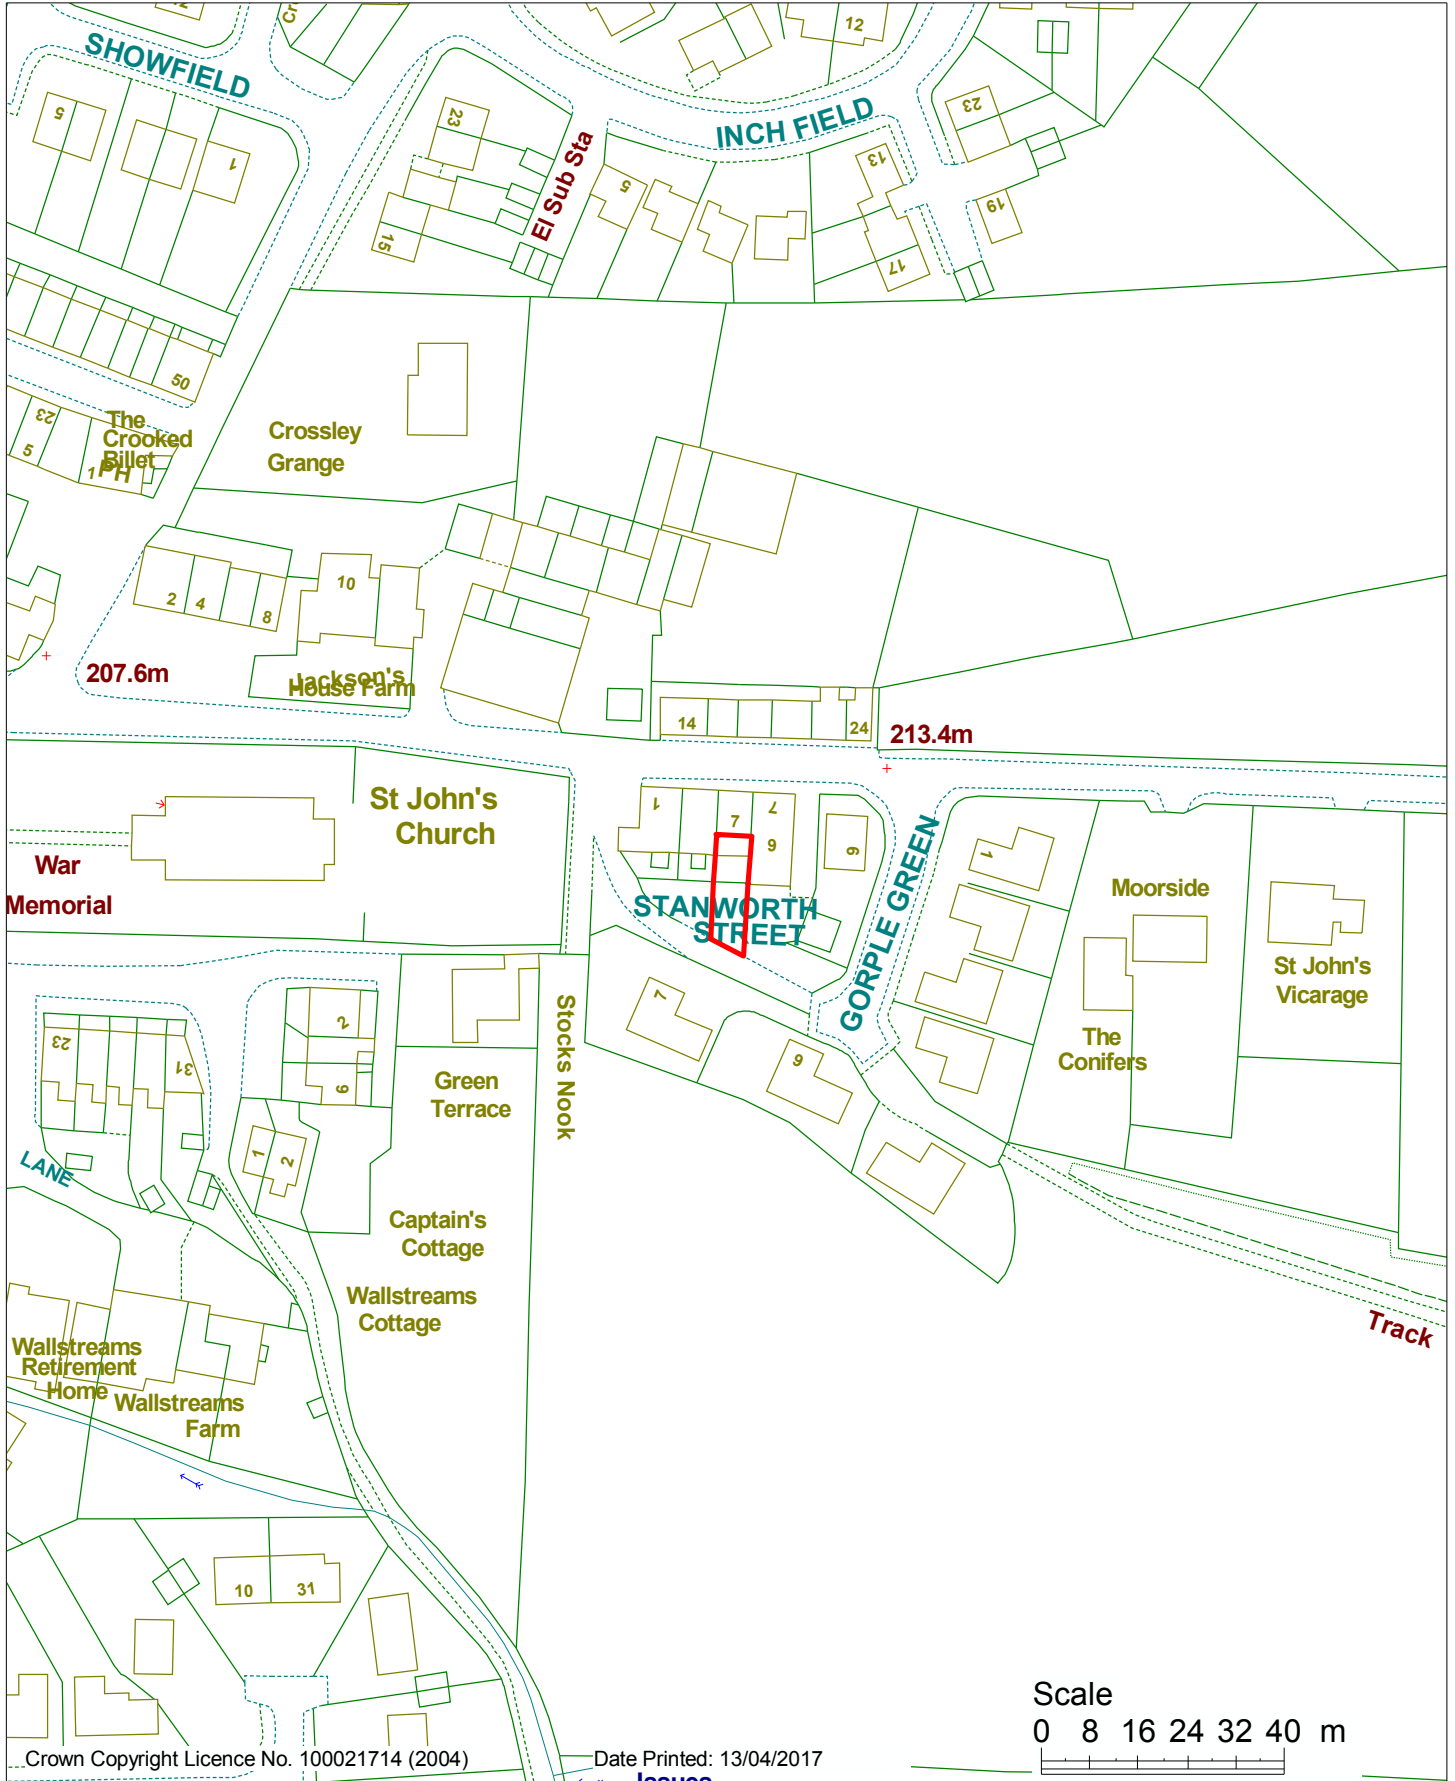 12
Cr
SHOWFIELD
5
1
23
15
El Sub Sta
5
INCH FIELD
12
13
17
23
19
50
23
5
1
The
Crooked
Billet
PH
Crossley
Grange
2
4
8
10
Jackson's
House Farm
207.6m
14
24
213.4m
St John's
Church
War
Memorial
1
7
7
9
6
STANWORTH
STREET
GORPLE GREEN
1
Moorside
St John's
Vicarage
The
Conifers
7
9
Stocks Nook
23
31
2
6
Green
Terrace
1
2
LANE
Captain's
Cottage
Wallstreams
Cottage
Wallstreams
Retirement
Home
Wallstreams
Farm
Track
10
31
Scale
0 8 16 24 32 40 m
Crown Copyright Licence No. 100021714 (2004)
Date Printed: 13/04/2017
Issues